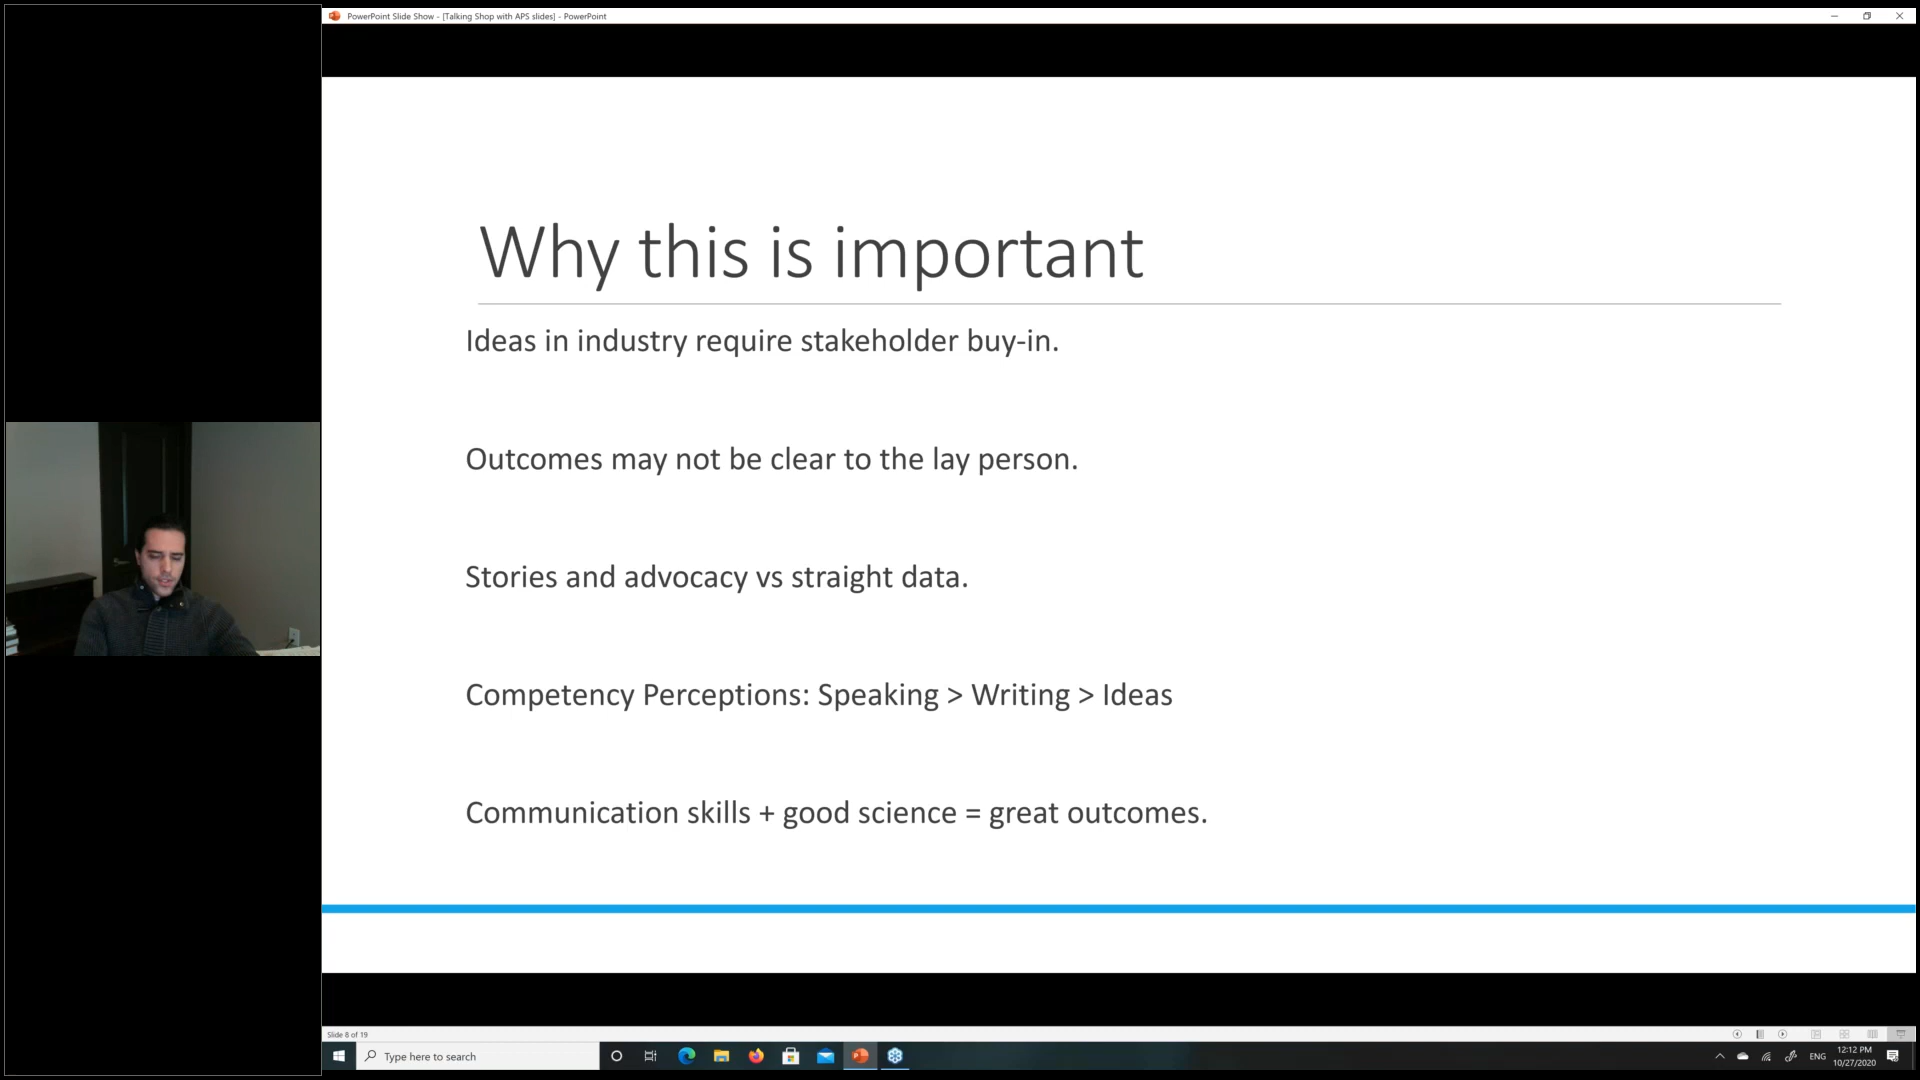 PowerPoint Slide Show - [Talking Shop with APS slides] - PowerPoint
Why this is important
Ideas in industry require stakeholder buy-in.
Outcomes may not be clear to the lay person.
Stories and advocacy vs straight data.
Competency Perceptions: Speaking > Writing > Ideas
Communication skills + good science = great outcomes.
Slide 8 of 19
Type here to search
ENG
12:12 PM
10/27/2020